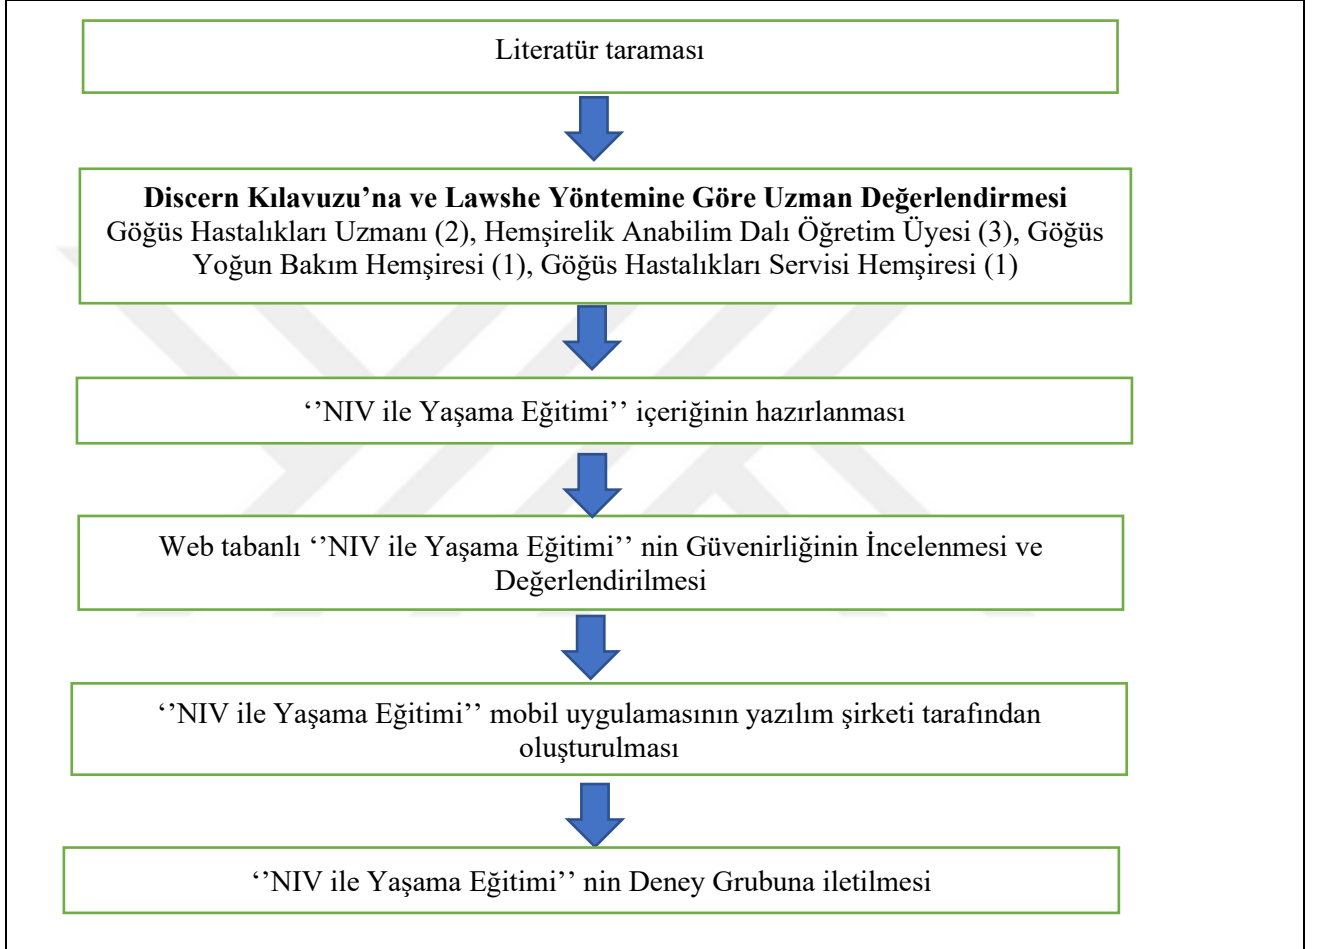 Literatür taraması
Discern Kılavuzu’na ve Lawshe Yöntemine Göre Uzman Değerlendirmesi
Göğüs Hastalıkları Uzmanı (2), Hemşirelik Anabilim Dalı Öğretim Üyesi (3), Göğüs
Yoğun Bakım Hemşiresi (1), Göğüs Hastalıkları Servisi Hemşiresi (1)
‘’NIV ile Yaşama Eğitimi’’ içeriğinin hazırlanması
Web tabanlı ‘’NIV ile Yaşama Eğitimi’’ nin Güvenirliğinin İncelenmesi ve
Değerlendirilmesi
‘’NIV ile Yaşama Eğitimi’’ mobil uygulamasının yazılım şirketi tarafından
oluşturulması
‘’NIV ile Yaşama Eğitimi’’ nin Deney Grubuna iletilmesi